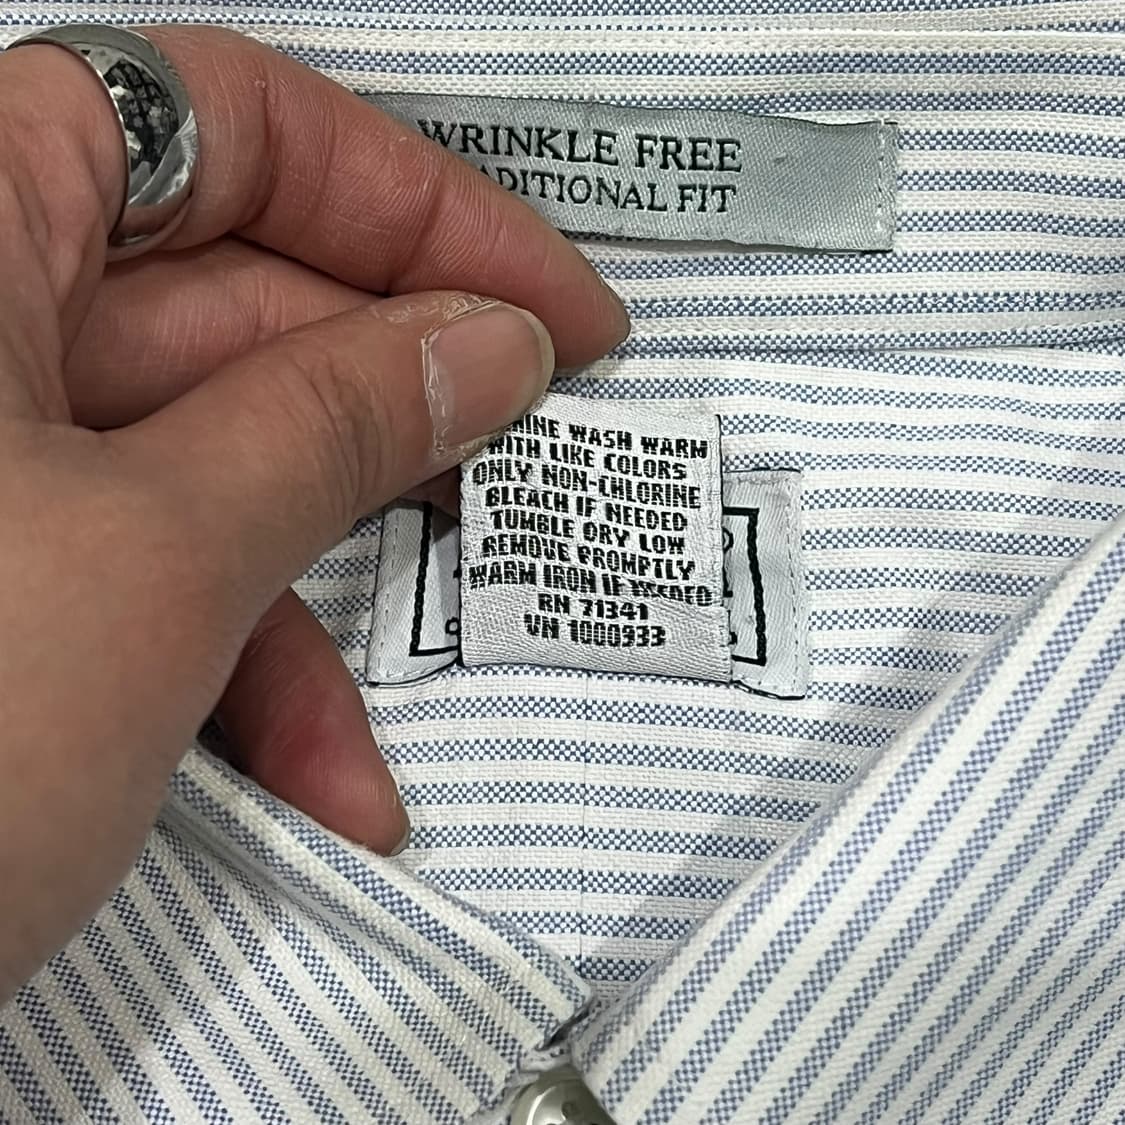 WRINKLE FREE
ADITIONAL FIT
HINE WASH WARM
WITH LIKE COLORS
ONLY NON-CHLORINE
BLEACH IF NEEDED
TUMBLE DRY LOW
REMOVE PROMPTLY
WARM IRON IF NEEDED
RN 71341
VN 1000933